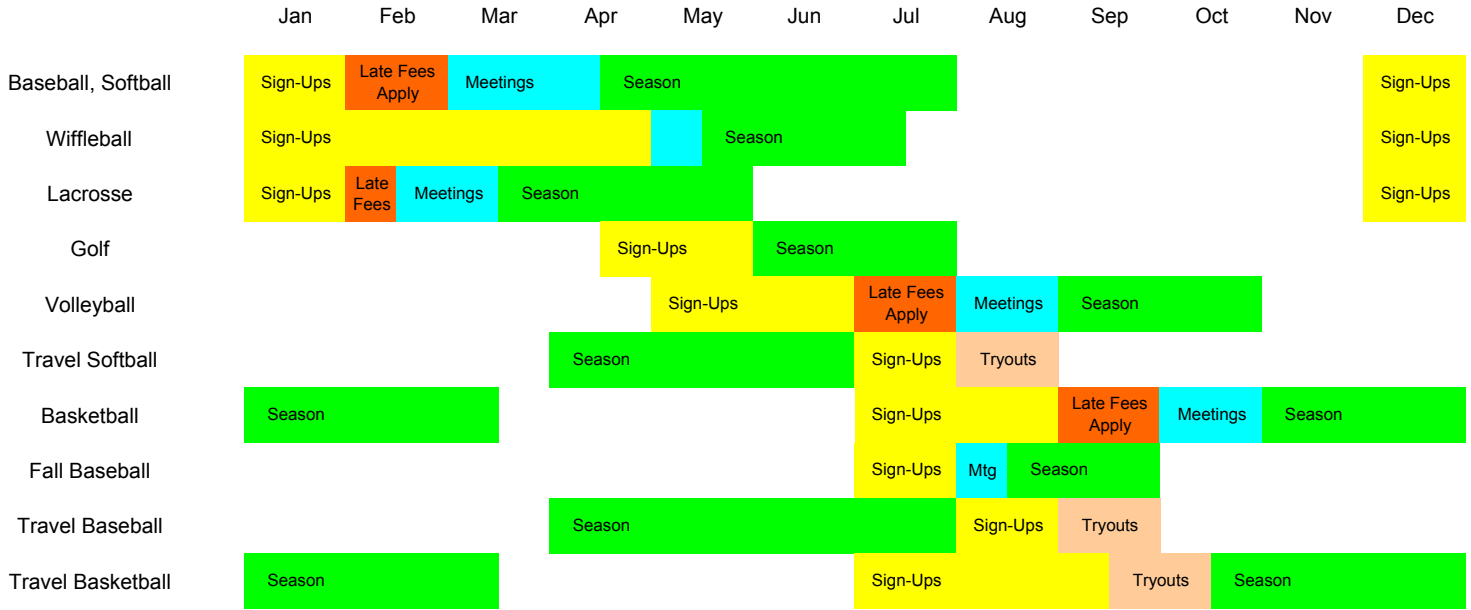 Jan Feb Mar Apr May Jun Jul Aug Sep Oct Nov Dec
Baseball, Softball Sign-Ups Late Fees Apply Meetings Season Sign-Ups
Wiffleball Sign-Ups Season Sign-Ups
Lacrosse Sign-Ups Late Fees Meetings Season Sign-Ups
Golf Sign-Ups Season
Volleyball Sign-Ups Late Fees Apply Meetings Season
Travel Softball Season Sign-Ups Tryouts
Basketball Season Sign-Ups Late Fees Apply Meetings Season
Fall Baseball Sign-Ups Mtg Season
Travel Baseball Season Sign-Ups Tryouts
Travel Basketball Season Sign-Ups Tryouts Season